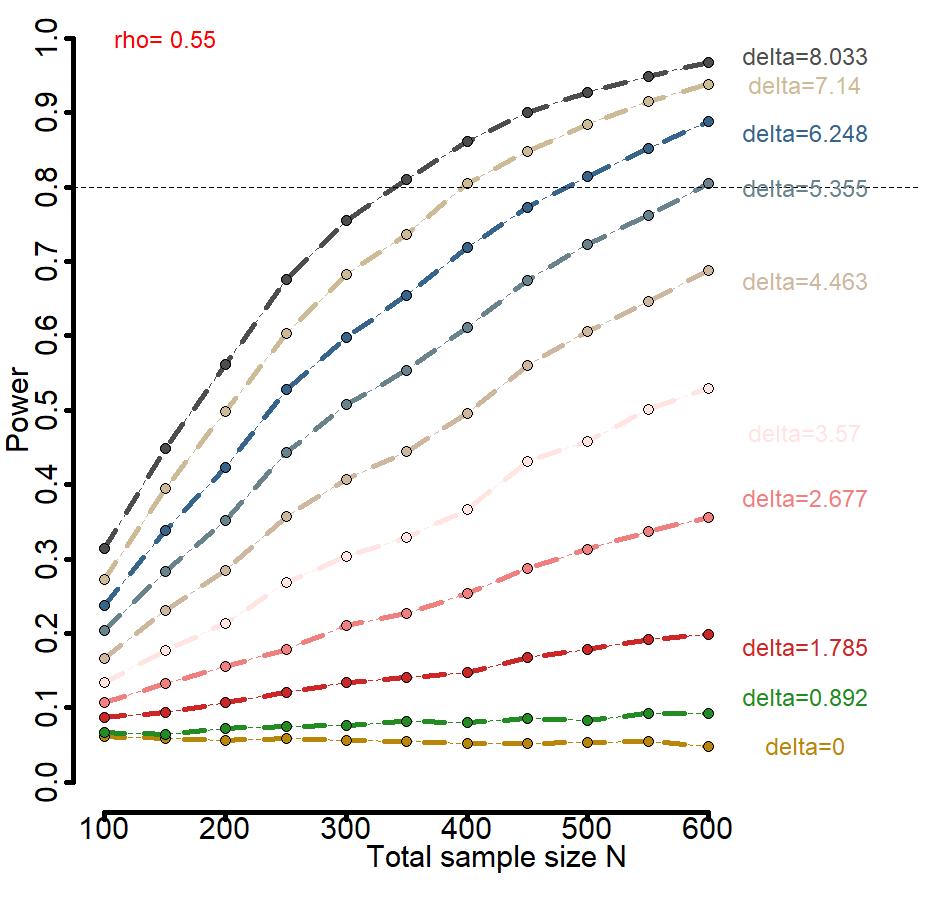 rho= 0.55
1.0
0.9
0.8
0.7
0.6
0.5
0.4
0.3
0.2
0.1
0.0
Power
delta=8.033
delta=7.14
delta=6.248
delta=5.355
delta=4.463
delta=3.57
delta=2.677
delta=1.785
delta=0.892
delta=0
100 200 300 400 500 600
Total sample size N